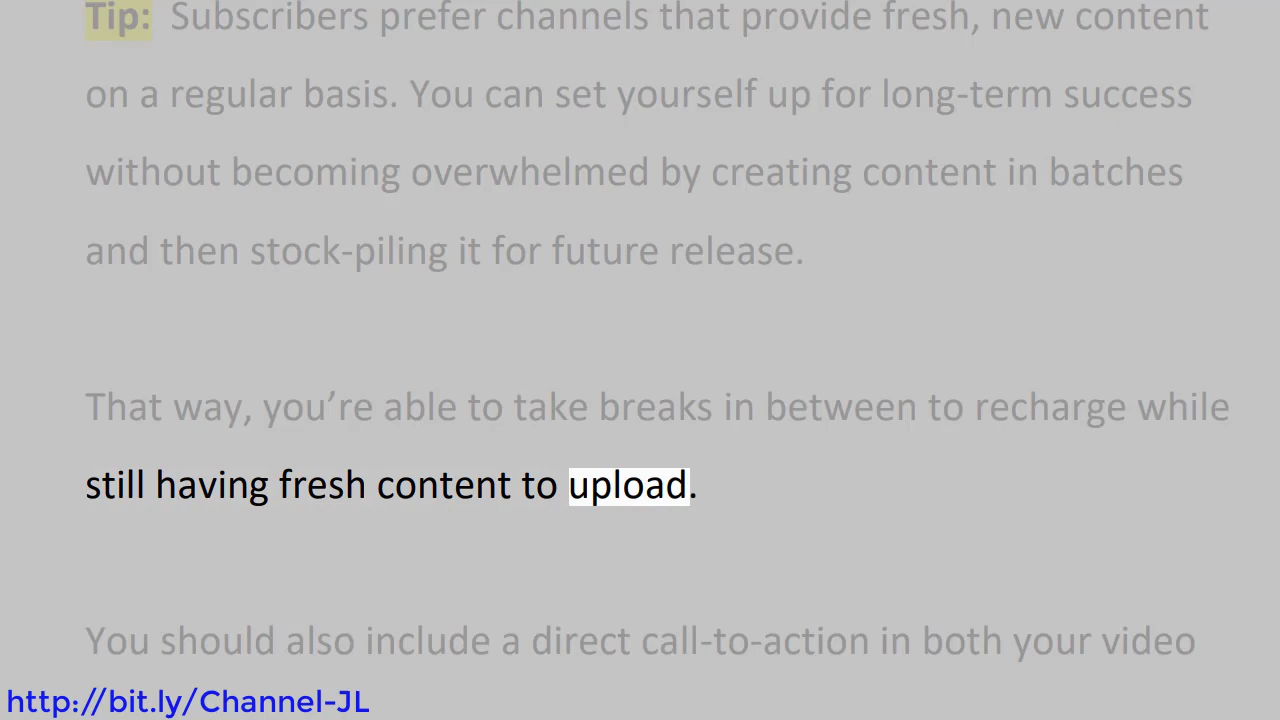 Tip: Subscribers prefer channels that provide fresh, new content
on a regular basis. You can set yourself up for long-term success
without becoming overwhelmed by creating content in batches
and then stock-piling it for future release.
That way, you’re able to take breaks in between to recharge while
still having fresh content to upload.
You should also include a direct call-to-action in both your video
http://bit.ly/Channel-JL